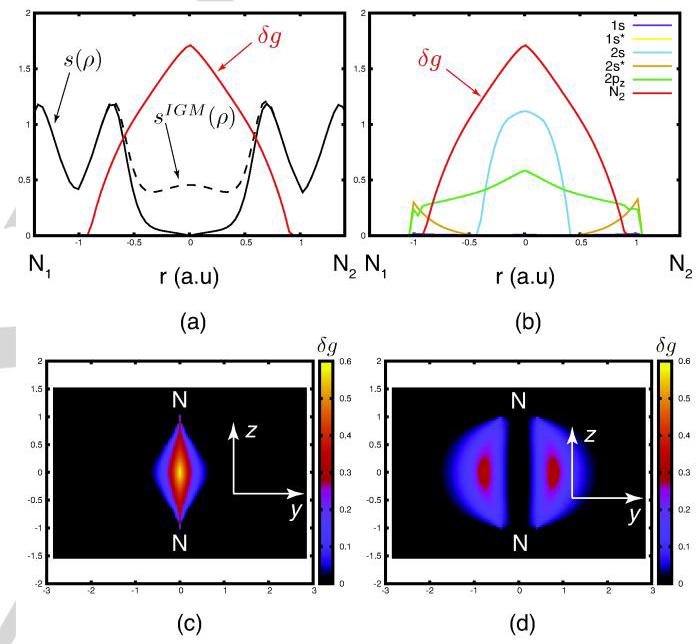 2
1.5
1
0.5
0
s(ρ)
δg
s^{IGM}(ρ)
-1 -0.5 0 0.5 1
N₁ r (a.u) N₂
(a)
2
1.5
1
0.5
0
δg
1s
1s*
2s
2s*
2p_z
N₂
-1 -0.5 0 0.5 1
N₁ r (a.u) N₂
(b)
2
1.5
1
0.5
0
-0.5
-1
-1.5
-2
N
z
y
N
-3 -2 -1 0 1 2 3
δg
0.6
0.5
0.4
0.3
0.2
0.1
0
(c)
2
1.5
1
0.5
0
-0.5
-1
-1.5
-2
N
z
y
N
-3 -2 -1 0 1 2 3
δg
0.6
0.5
0.4
0.3
0.2
0.1
0
(d)